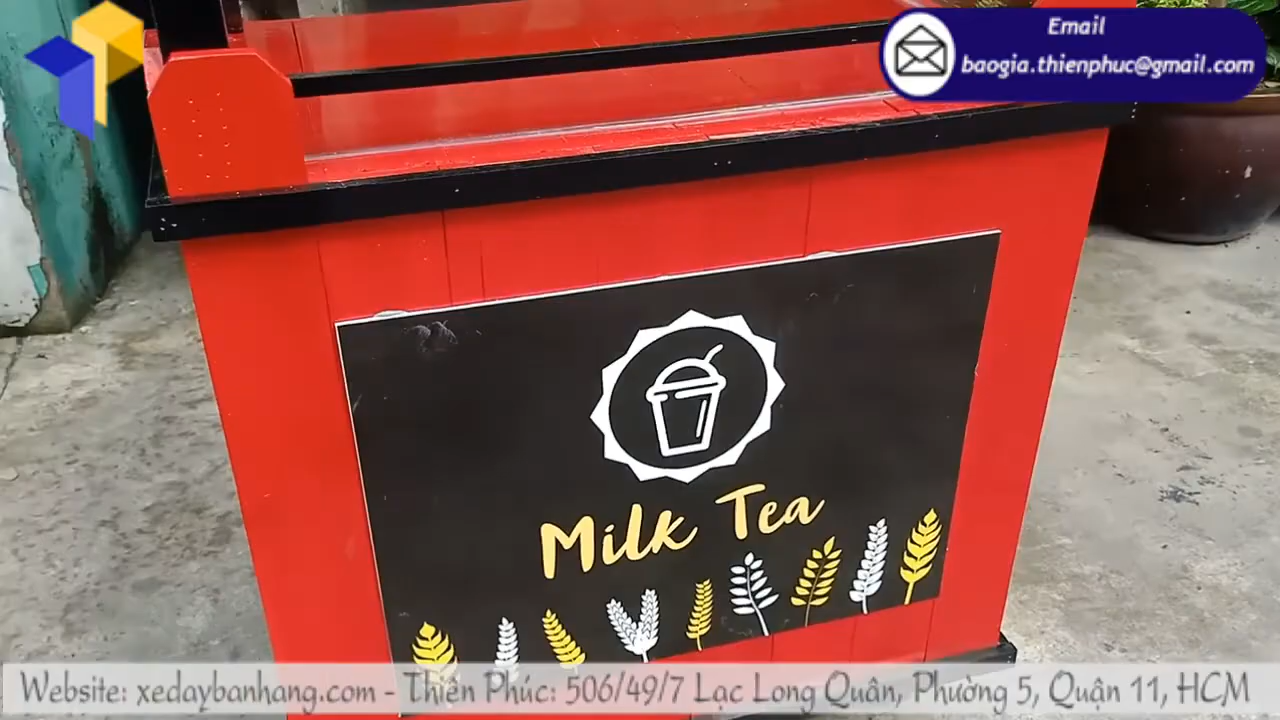 Email
baogia.thienphuc@gmail.com
Milk Tea
Website: xedaybanhang.com - Thiên Phúc: 506/49/7 Lạc Long Quân, Phường 5, Quận 11, HCM